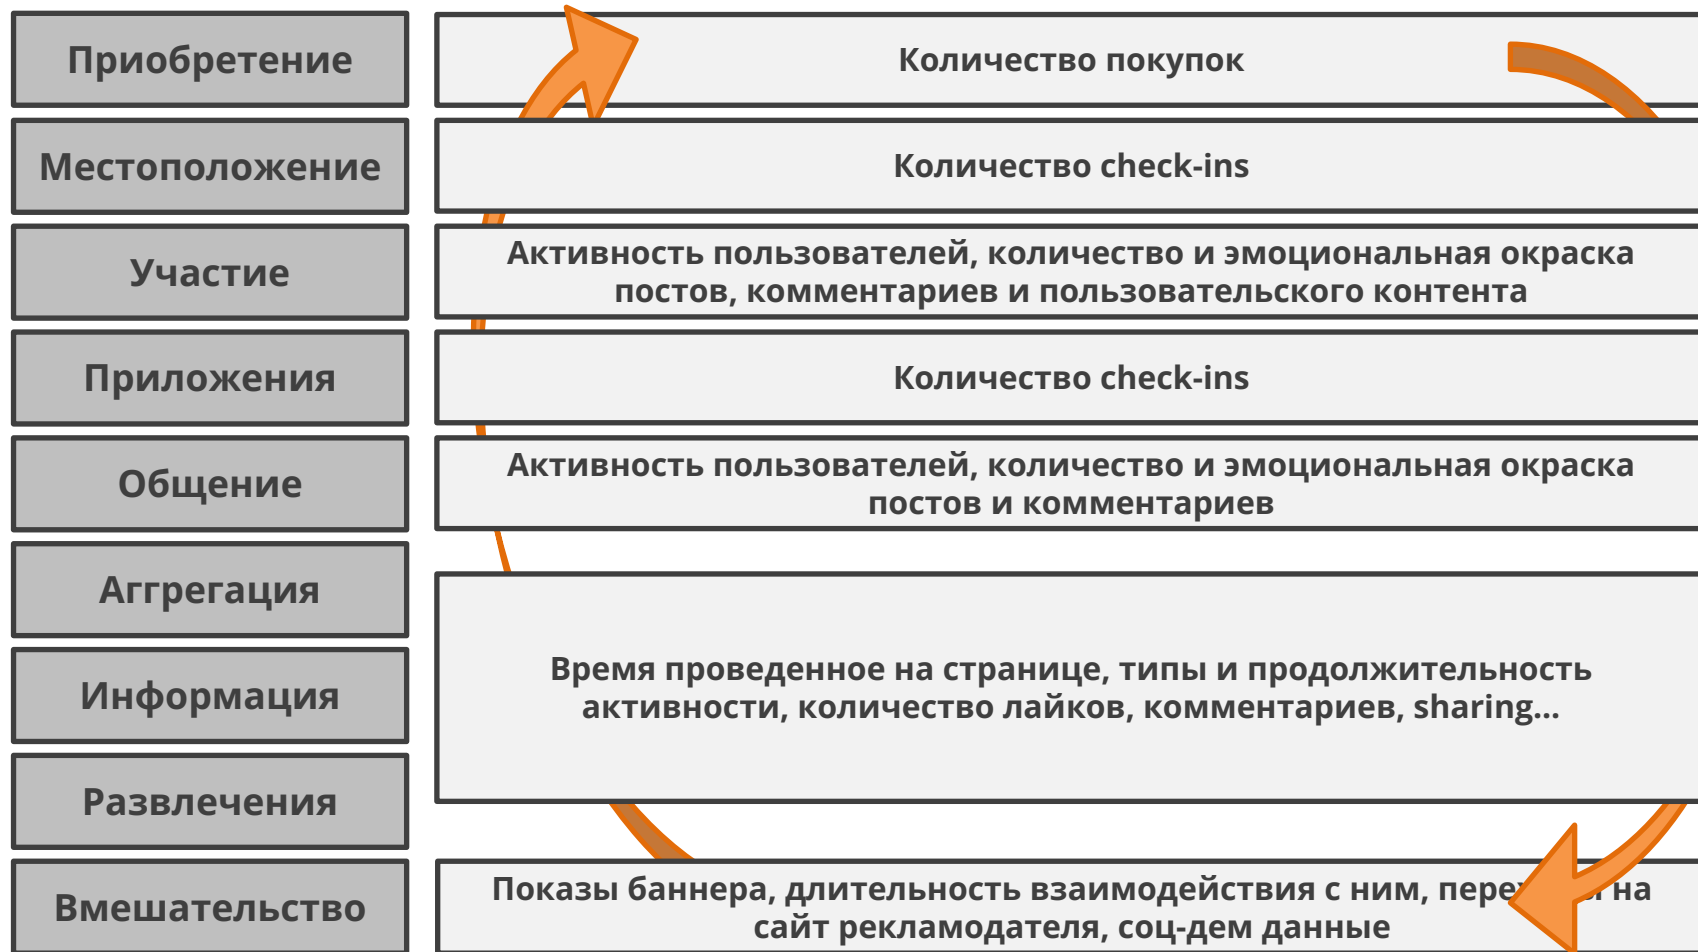 Приобретение
Количество покупок
Местоположение
Количество check-ins
Участие
Активность пользователей, количество и эмоциональная окраска
постов, комментариев и пользовательского контента
Приложения
Количество check-ins
Общение
Активность пользователей, количество и эмоциональная окраска
постов и комментариев
Аггрегация
Информация
Время проведенное на странице, типы и продолжительность
активности, количество лайков, комментариев, sharing...
Развлечения
Вмешательство
Показы баннера, длительность взаимодействия с ним, на
сайт рекламодателя, соц-дем данные